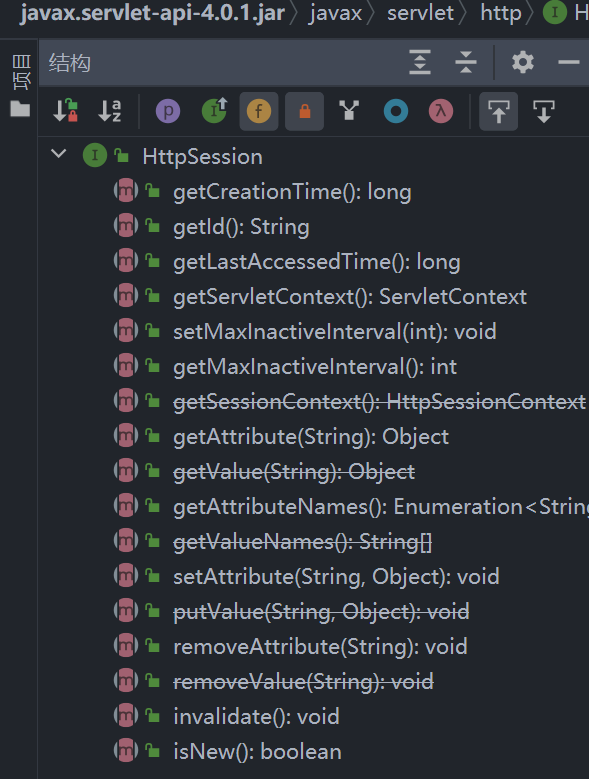 javax.servlet-api-4.0.1.jar javax servlet http I H
项目
结构
a z p I f λ
I HttpSession
m getCreationTime(): long
m getId(): String
m getLastAccessedTime(): long
m getServletContext(): ServletContext
m setMaxInactiveInterval(int): void
m getMaxInactiveInterval(): int
m getSessionContext(): HttpSessionContext
m getAttribute(String): Object
m getValue(String): Object
m getAttributeNames(): Enumeration<String
m getValueNames(): String[]
m setAttribute(String, Object): void
m putValue(String, Object): void
m removeAttribute(String): void
m removeValue(String): void
m invalidate(): void
m isNew(): boolean